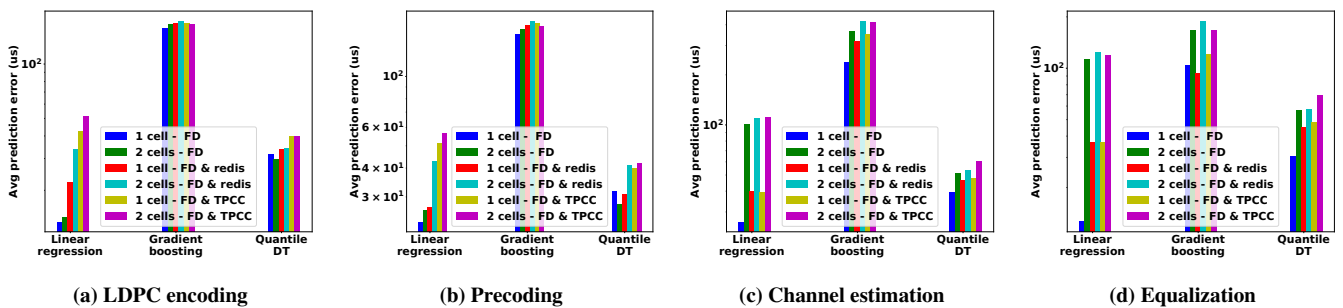 Avg prediction error (us)
10²
1 cell - FD
2 cells - FD
1 cell - FD & redis
2 cells - FD & redis
1 cell - FD & TPCC
2 cells - FD & TPCC
Linear regression
Gradient boosting
Quantile DT
(a) LDPC encoding
Avg prediction error (us)
10²
6 × 10¹
4 × 10¹
3 × 10¹
1 cell - FD
2 cells - FD
1 cell - FD & redis
2 cells - FD & redis
1 cell - FD & TPCC
2 cells - FD & TPCC
Linear regression
Gradient boosting
Quantile DT
(b) Precoding
Avg prediction error (us)
10²
1 cell - FD
2 cells - FD
1 cell - FD & redis
2 cells - FD & redis
1 cell - FD & TPCC
2 cells - FD & TPCC
Linear regression
Gradient boosting
Quantile DT
(c) Channel estimation
Avg prediction error (us)
10²
1 cell - FD
2 cells - FD
1 cell - FD & redis
2 cells - FD & redis
1 cell - FD & TPCC
2 cells - FD & TPCC
Linear regression
Gradient boosting
Quantile DT
(d) Equalization